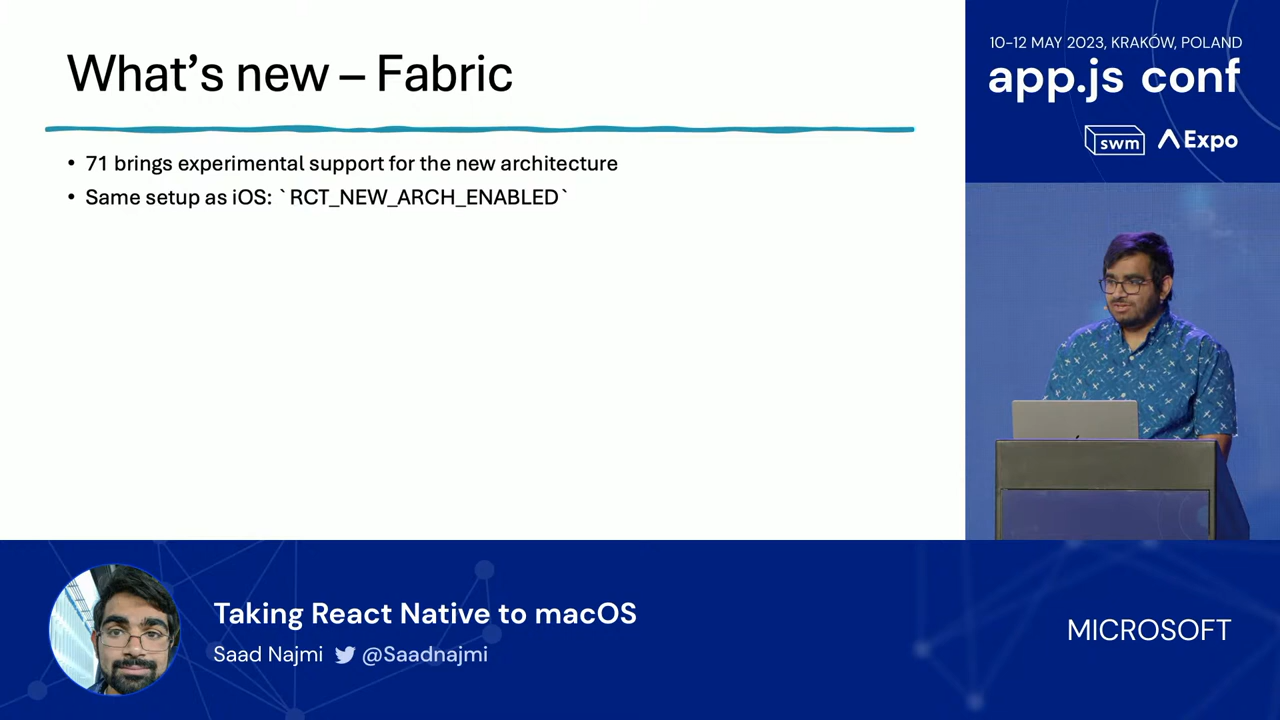 What's new – Fabric
• 71 brings experimental support for the new architecture
• Same setup as iOS: `RCT_NEW_ARCH_ENABLED`
10–12 MAY 2023, KRAKÓW, POLAND
app.js conf
swm Expo
Taking React Native to macOS
Saad Najmi @Saadnajmi
MICROSOFT